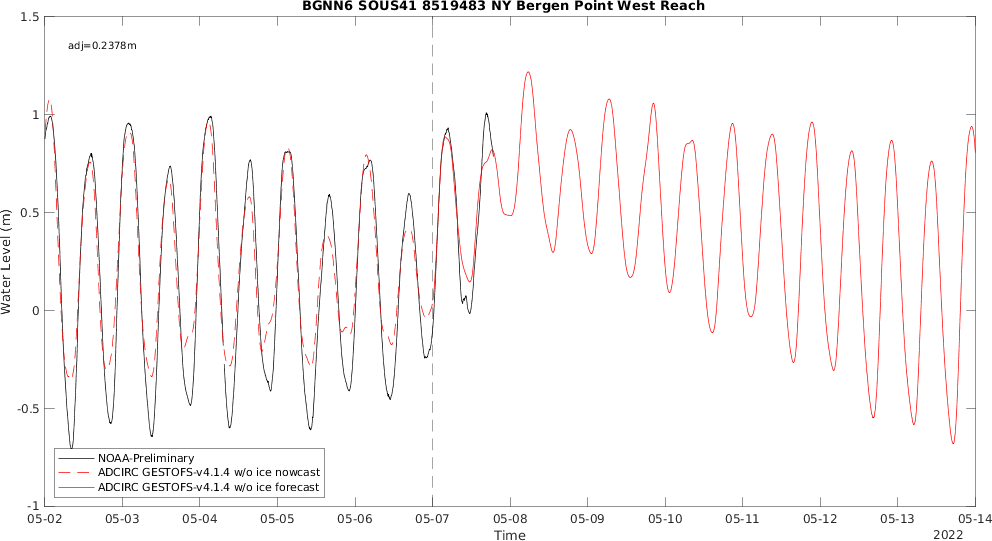 BGNN6 SOUS41 8519483 NY Bergen Point West Reach
1.5
adj=0.2378m
1
0.5
0
-0.5
-1
Water Level (m)
NOAA-Preliminary
ADCIRC GESTOFS-v4.1.4 w/o ice nowcast
ADCIRC GESTOFS-v4.1.4 w/o ice forecast
05-02 05-03 05-04 05-05 05-06 05-07 05-08 05-09 05-10 05-11 05-12 05-13 05-14
Time
2022